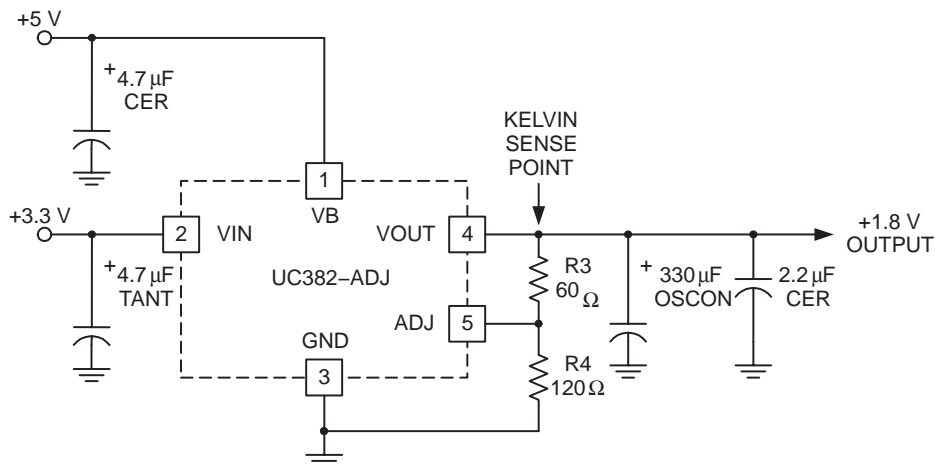 +5 V
+
4.7 μF
CER
KELVIN
SENSE
POINT
1
VB
+3.3 V
2
VIN
VOUT
4
+1.8 V
OUTPUT
+
4.7 μF
TANT
UC382–ADJ
R3
60 Ω
+
330 μF
OSCON
2.2 μF
CER
ADJ
5
GND
3
R4
120 Ω